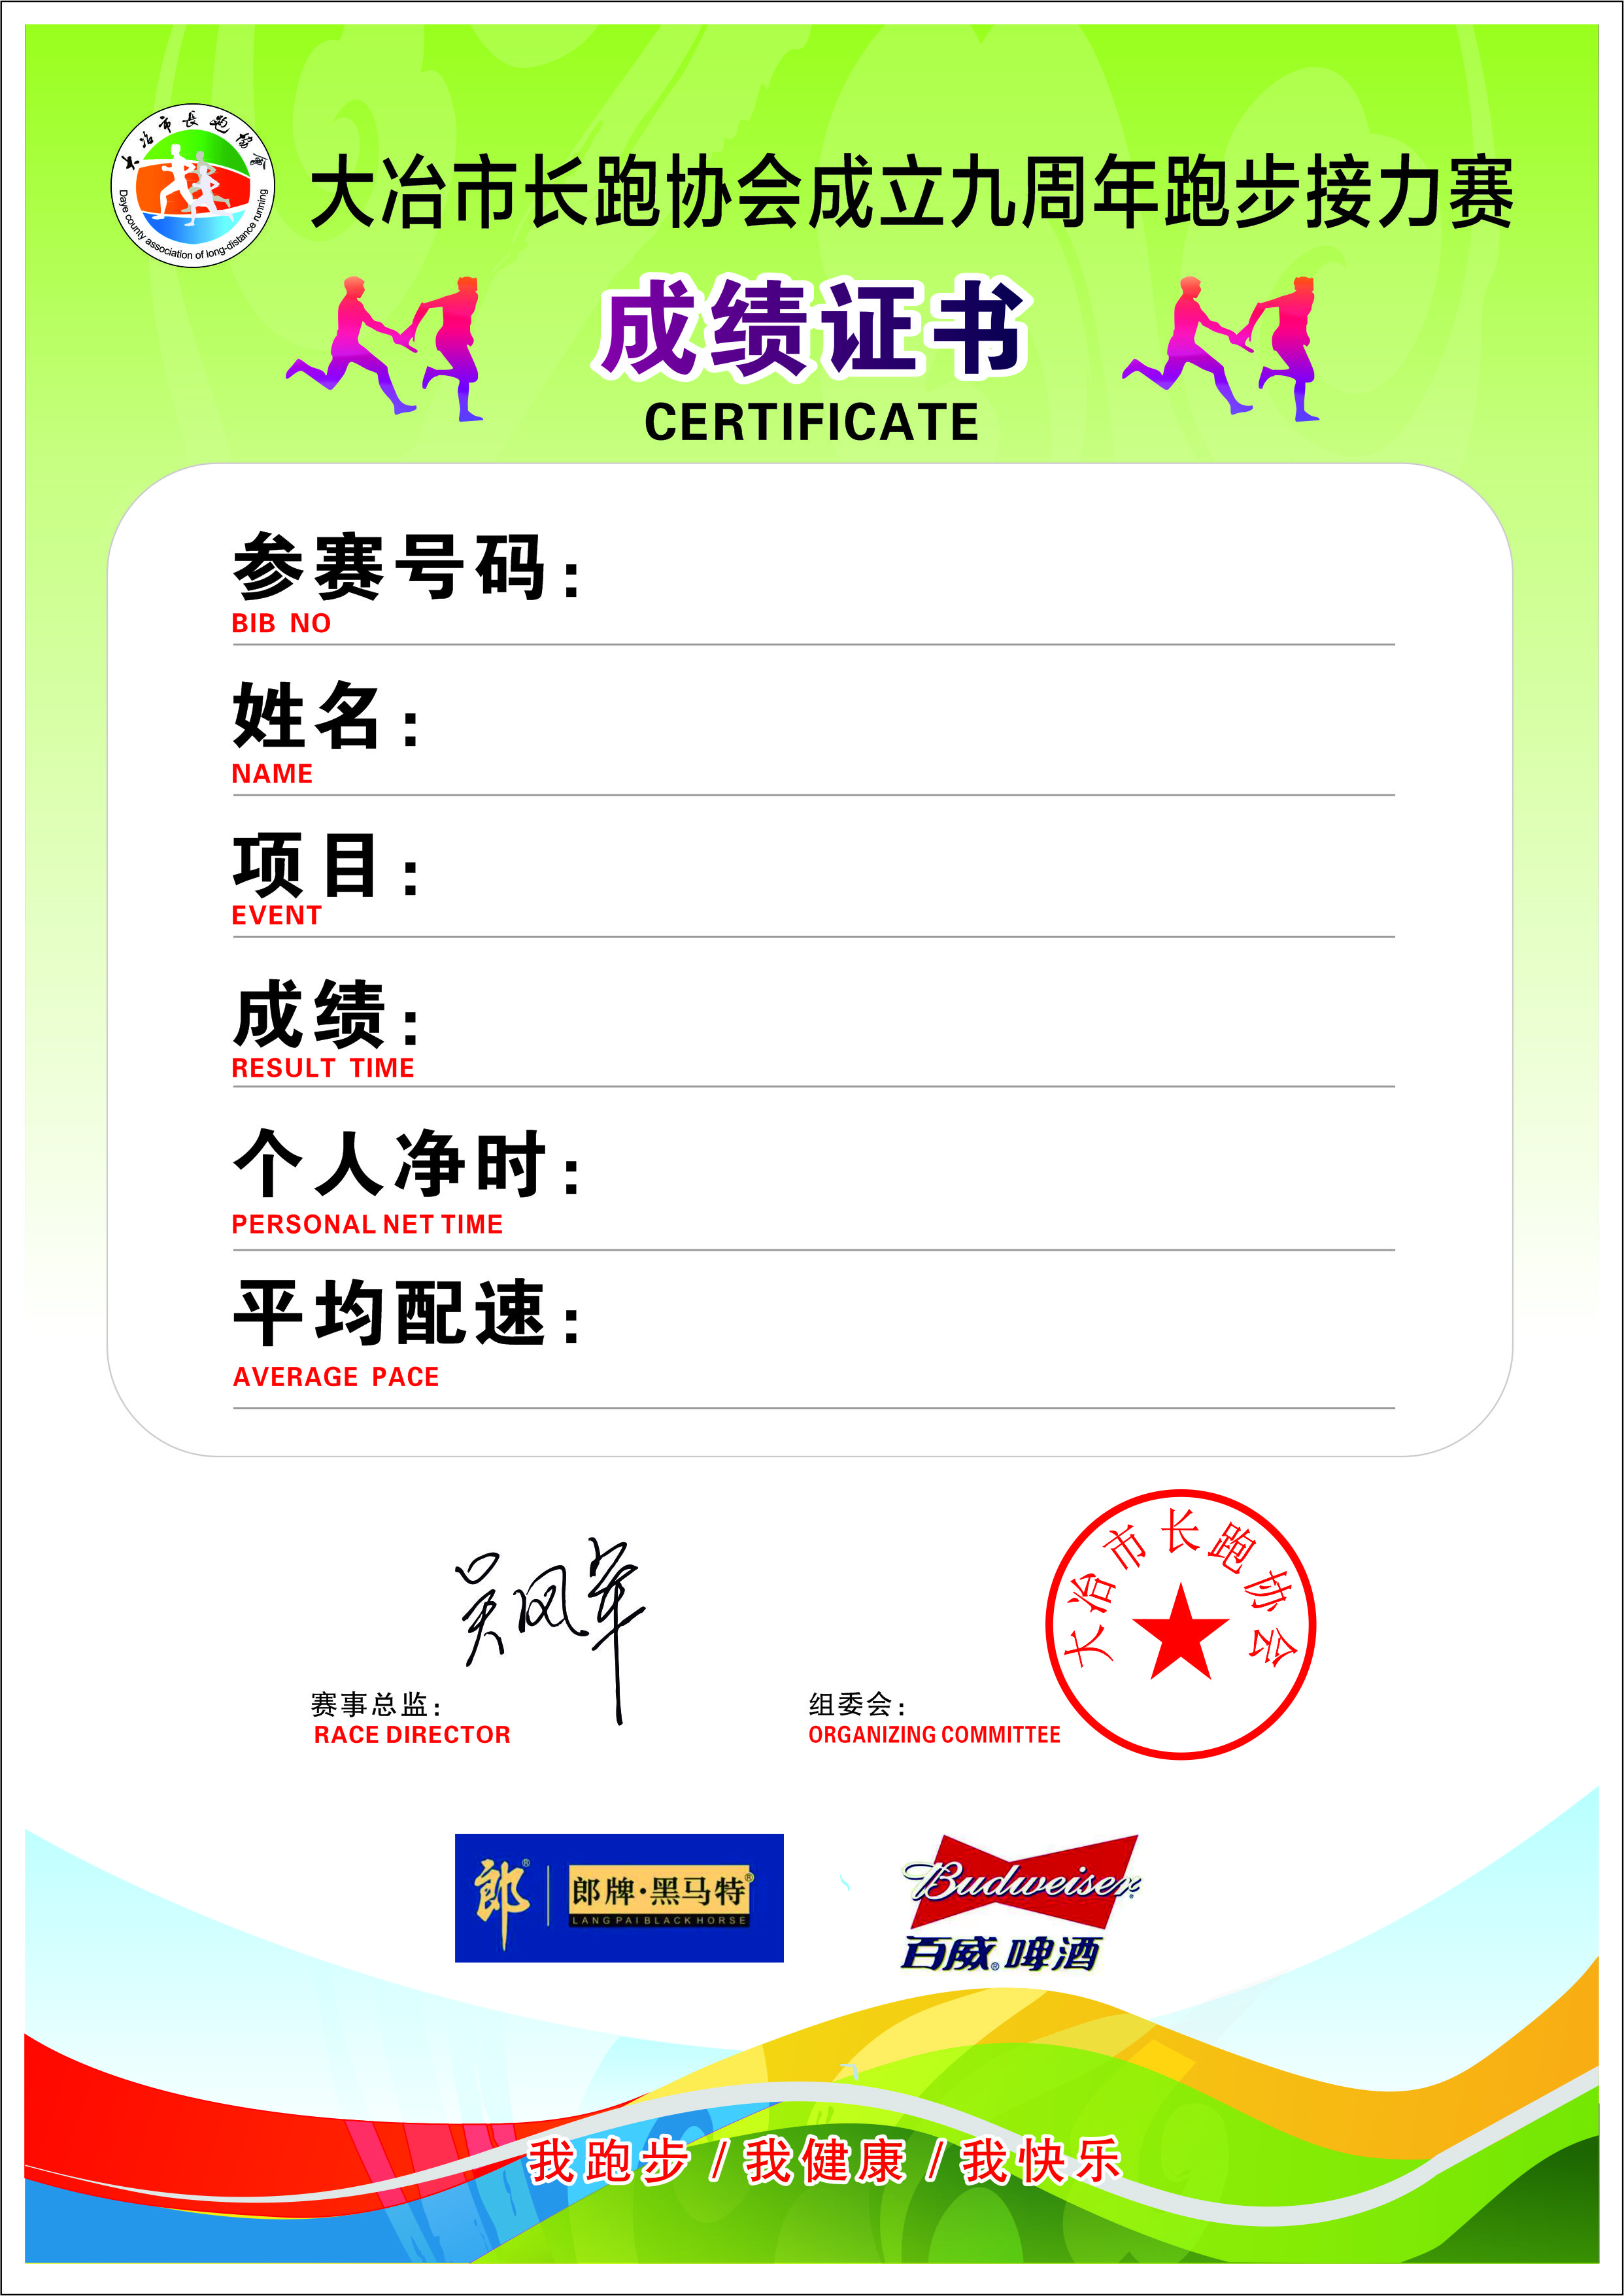 大冶市长跑协会
Daye county association of long-distance running
大冶市长跑协会成立九周年跑步接力赛
成绩证书
CERTIFICATE
参赛号码:
BIB NO
姓名:
NAME
项目:
EVENT
成绩:
RESULT TIME
个人净时:
PERSONAL NET TIME
平均配速:
AVERAGE PACE
吴凤军
赛事总监:
RACE DIRECTOR
组委会:
ORGANIZING COMMITTEE
大冶市长跑协会
郎®
郎牌·黑马特®
LANG PAI BLACK HORSE
Budweiser®
百威®啤酒
我跑步 / 我健康 / 我快乐